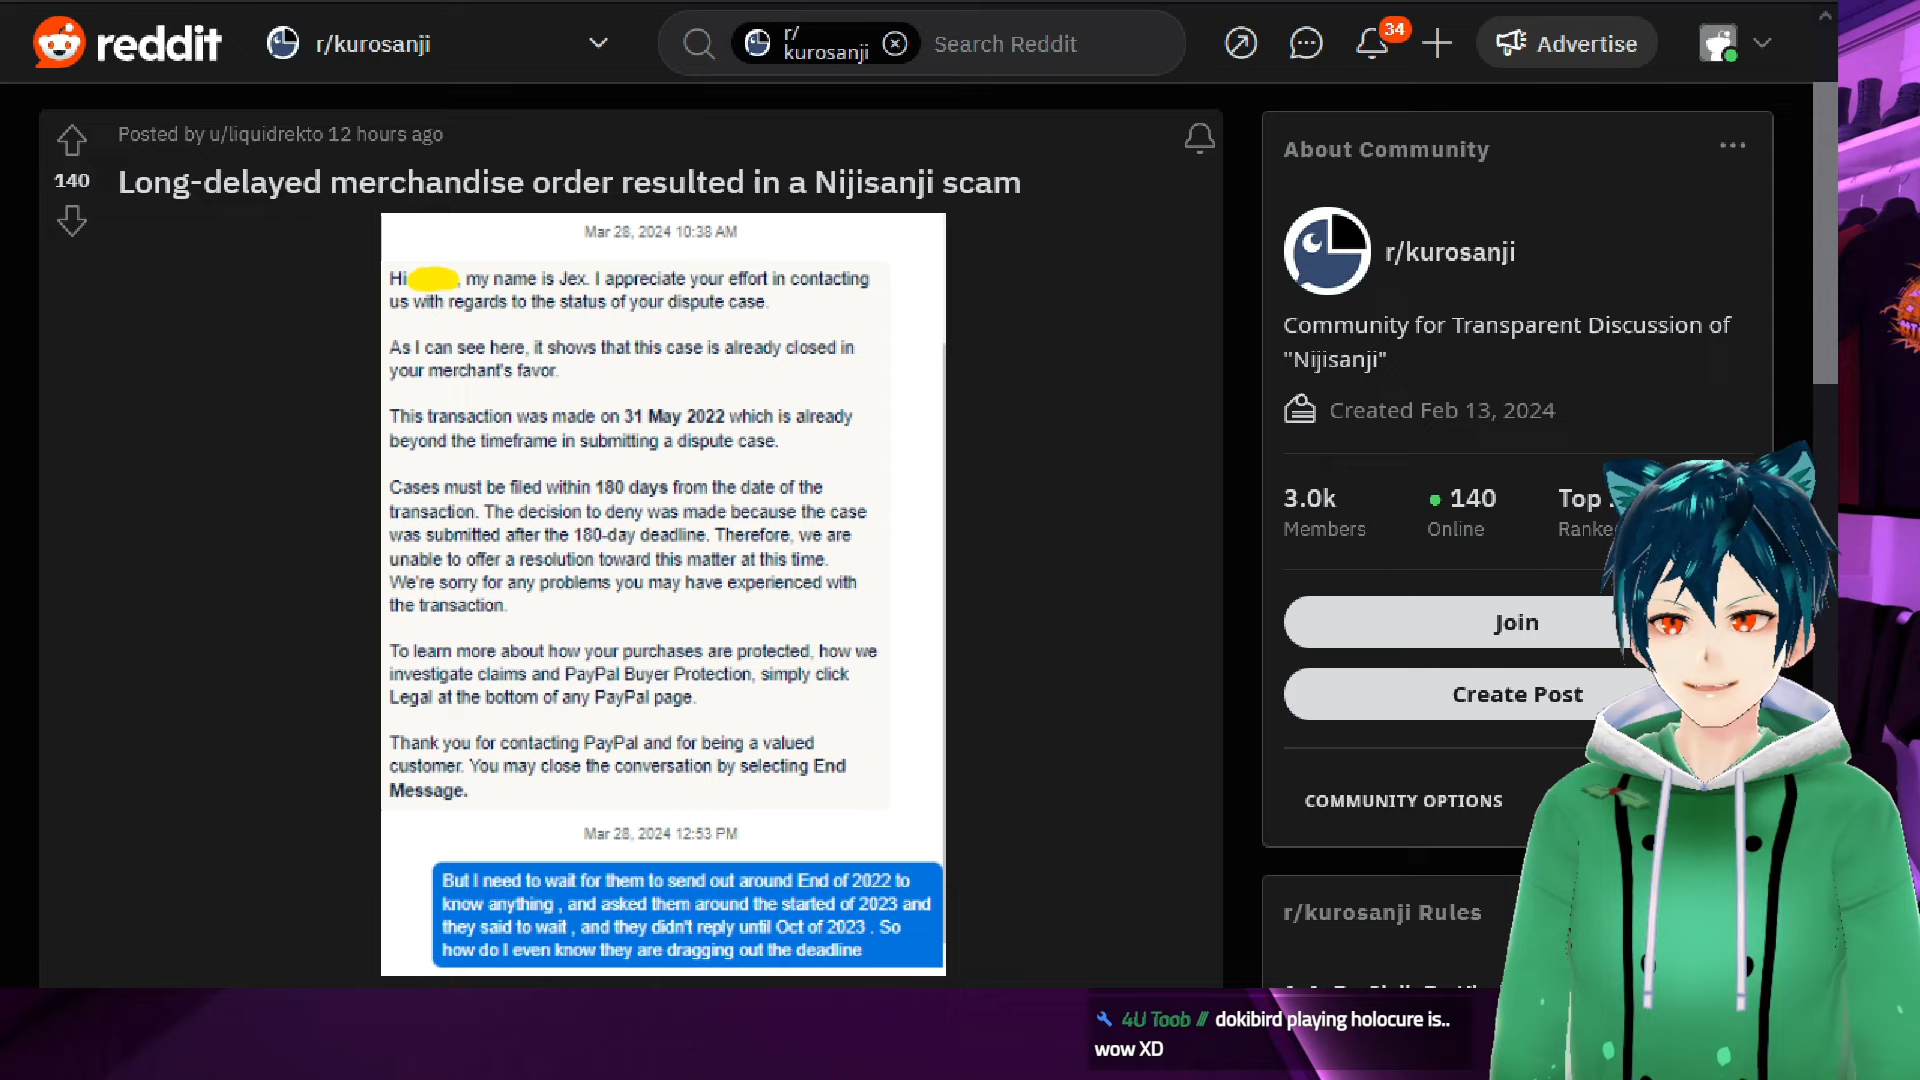 reddit
r/kurosanji
r/
kurosanji
Search Reddit
34
Advertise
Posted by u/liquidrekto 12 hours ago
140
Long-delayed merchandise order resulted in a Nijisanji scam
Mar 28, 2024 10:38 AM
Hi , my name is Jex. I appreciate your effort in contacting
us with regards to the status of your dispute case.
As I can see here, it shows that this case is already closed in
your merchant's favor.
This transaction was made on 31 May 2022 which is already
beyond the timeframe in submitting a dispute case.
Cases must be filed within 180 days from the date of the
transaction. The decision to deny was made because the case
was submitted after the 180-day deadline. Therefore, we are
unable to offer a resolution toward this matter at this time.
We're sorry for any problems you may have experienced with
the transaction.
To learn more about how your purchases are protected, how we
investigate claims and PayPal Buyer Protection, simply click
Legal at the bottom of any PayPal page.
Thank you for contacting PayPal and for being a valued
customer. You may close the conversation by selecting End
Message.
Mar 28, 2024 12:53 PM
But I need to wait for them to send out around End of 2022 to
know anything , and asked them around the started of 2023 and
they said to wait , and they didn't reply until Oct of 2023 . So
how do I even know they are dragging out the deadline
About Community
r/kurosanji
Community for Transparent Discussion of
"Nijisanji"
Created Feb 13, 2024
3.0k
140
Top
Members
Online
Join
Create Post
COMMUNITY OPTIONS
r/kurosanji Rules
4U Toob // dokibird playing holocure is..
wow XD